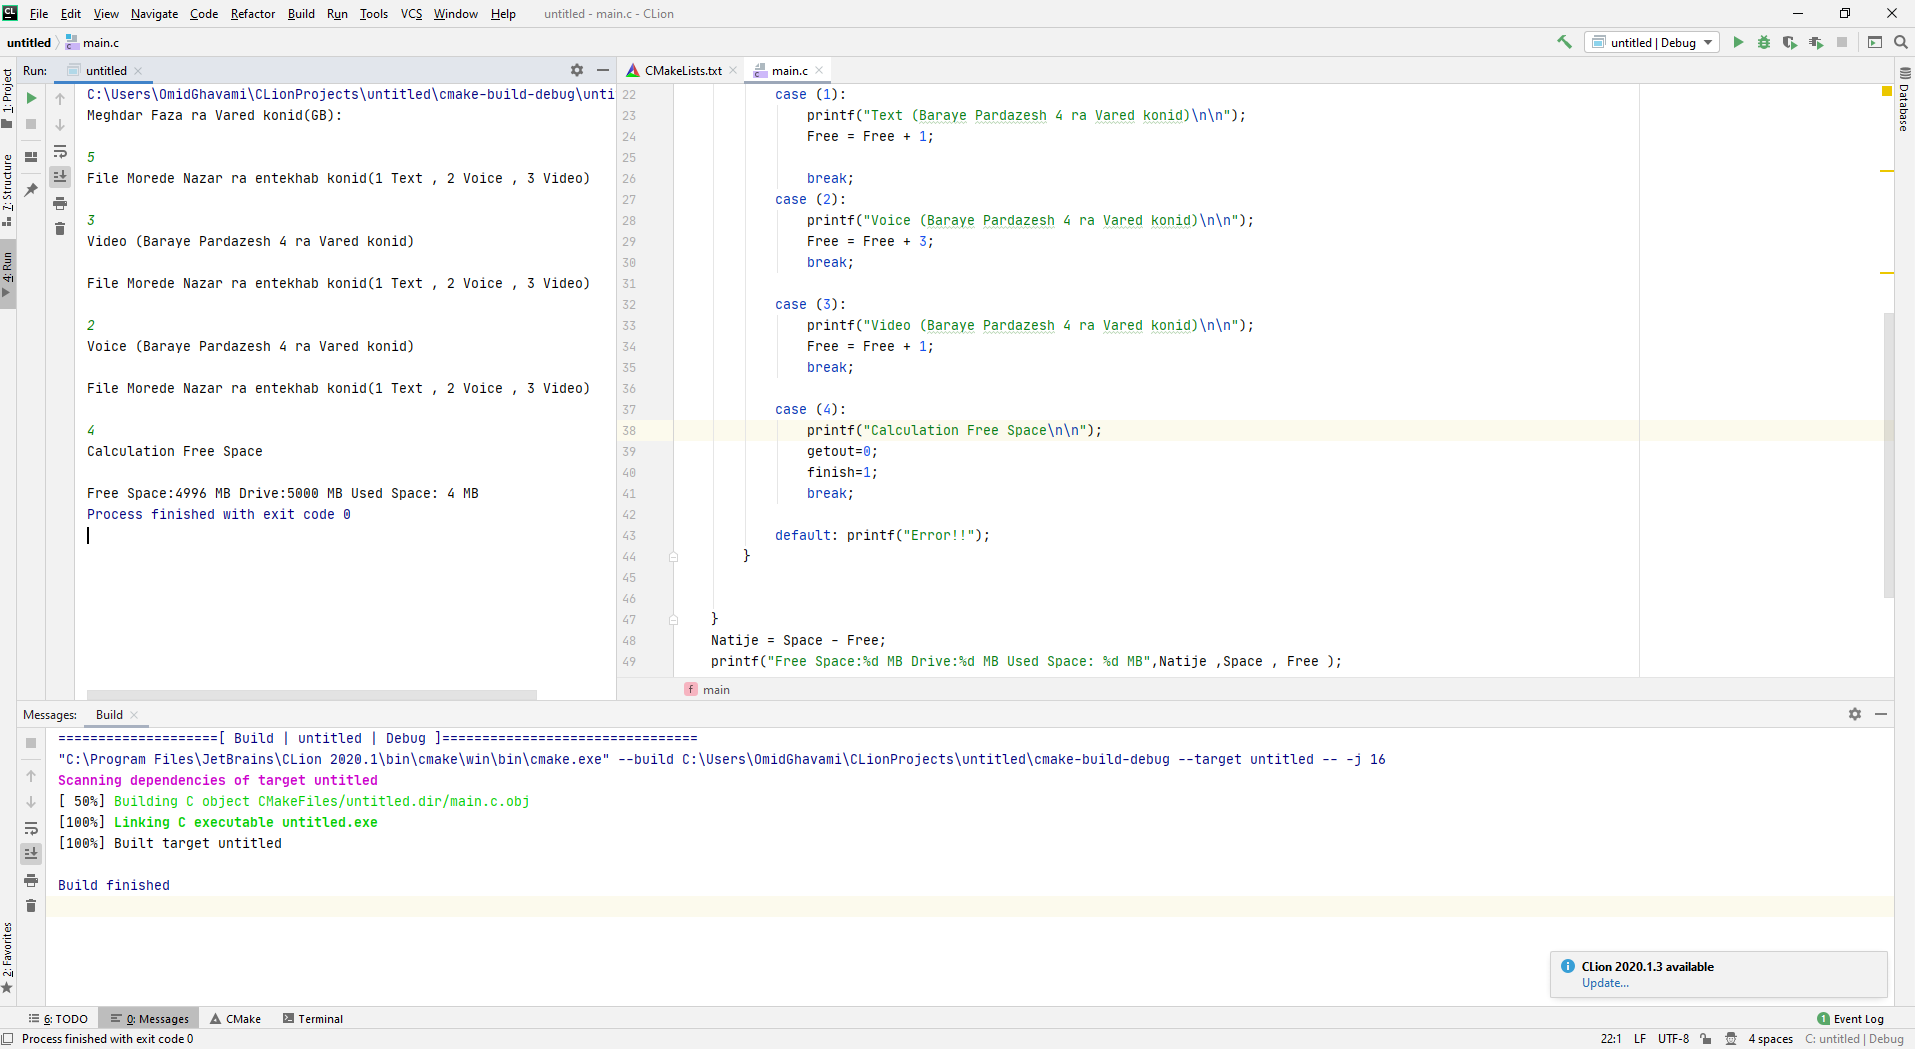 File Edit View Navigate Code Refactor Build Run Tools VCS Window Help untitled - main.c - CLion
untitled main.c
untitled | Debug
Run: untitled
1: Project
7: Structure
4: Run
2: Favorites
C:\Users\OmidGhavami\CLionProjects\untitled\cmake-build-debug\unti
Meghdar Faza ra Vared konid(GB):
5
File Morede Nazar ra entekhab konid(1 Text , 2 Voice , 3 Video)
3
Video (Baraye Pardazesh 4 ra Vared konid)
File Morede Nazar ra entekhab konid(1 Text , 2 Voice , 3 Video)
2
Voice (Baraye Pardazesh 4 ra Vared konid)
File Morede Nazar ra entekhab konid(1 Text , 2 Voice , 3 Video)
4
Calculation Free Space
Free Space:4996 MB Drive:5000 MB Used Space: 4 MB
Process finished with exit code 0
CMakeLists.txt main.c
22 case (1):
23 printf("Text (Baraye Pardazesh 4 ra Vared konid)\n\n");
24 Free = Free + 1;
25
26 break;
27 case (2):
28 printf("Voice (Baraye Pardazesh 4 ra Vared konid)\n\n");
29 Free = Free + 3;
30 break;
31
32 case (3):
33 printf("Video (Baraye Pardazesh 4 ra Vared konid)\n\n");
34 Free = Free + 1;
35 break;
36
37 case (4):
38 printf("Calculation Free Space\n\n");
39 getout=0;
40 finish=1;
41 break;
42
43 default: printf("Error!!");
44 }
45
46
47 }
48 Natije = Space - Free;
49 printf("Free Space:%d MB Drive:%d MB Used Space: %d MB",Natije ,Space , Free );
f main
Database
Messages: Build
====================[ Build | untitled | Debug ]================================
"C:\Program Files\JetBrains\CLion 2020.1\bin\cmake\win\bin\cmake.exe" --build C:\Users\OmidGhavami\CLionProjects\untitled\cmake-build-debug --target untitled -- -j 16
Scanning dependencies of target untitled
[ 50%] Building C object CMakeFiles/untitled.dir/main.c.obj
[100%] Linking C executable untitled.exe
[100%] Built target untitled
Build finished
CLion 2020.1.3 available
Update...
6: TODO 0: Messages CMake Terminal 1 Event Log
Process finished with exit code 0 22:1 LF UTF-8 4 spaces C: untitled | Debug